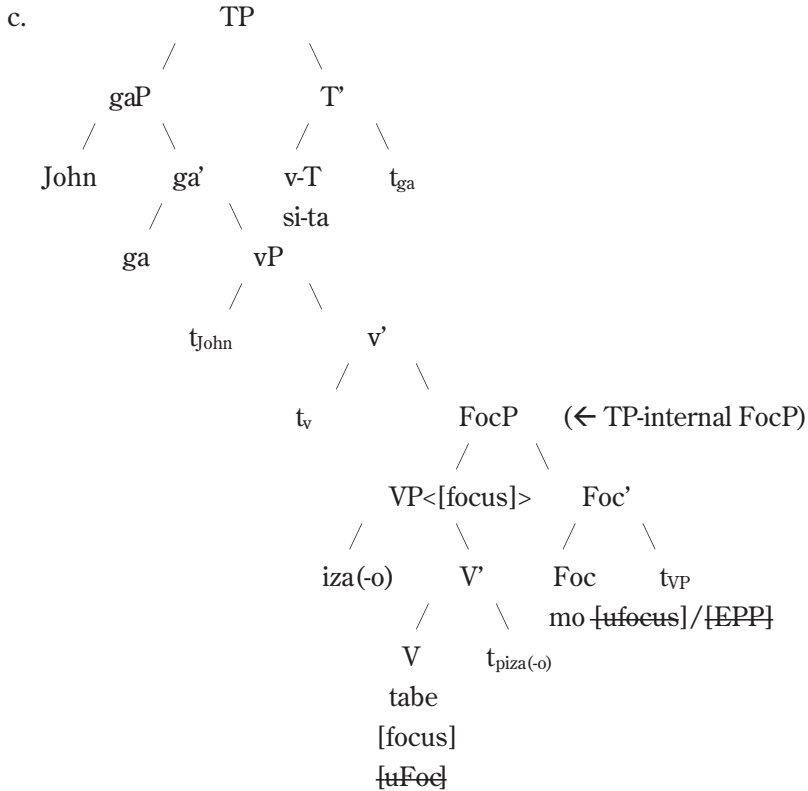 c. TP
gaP T’
John ga’ v-T t_ga
si-ta
ga vP
t_John v’
t_v FocP (← TP-internal FocP)
VP<[focus]> Foc’
iza(-o) V’ Foc t_VP
mo [ufocus]/[EPP]
V t_piza(-o)
tabe
[focus]
[uFoc]